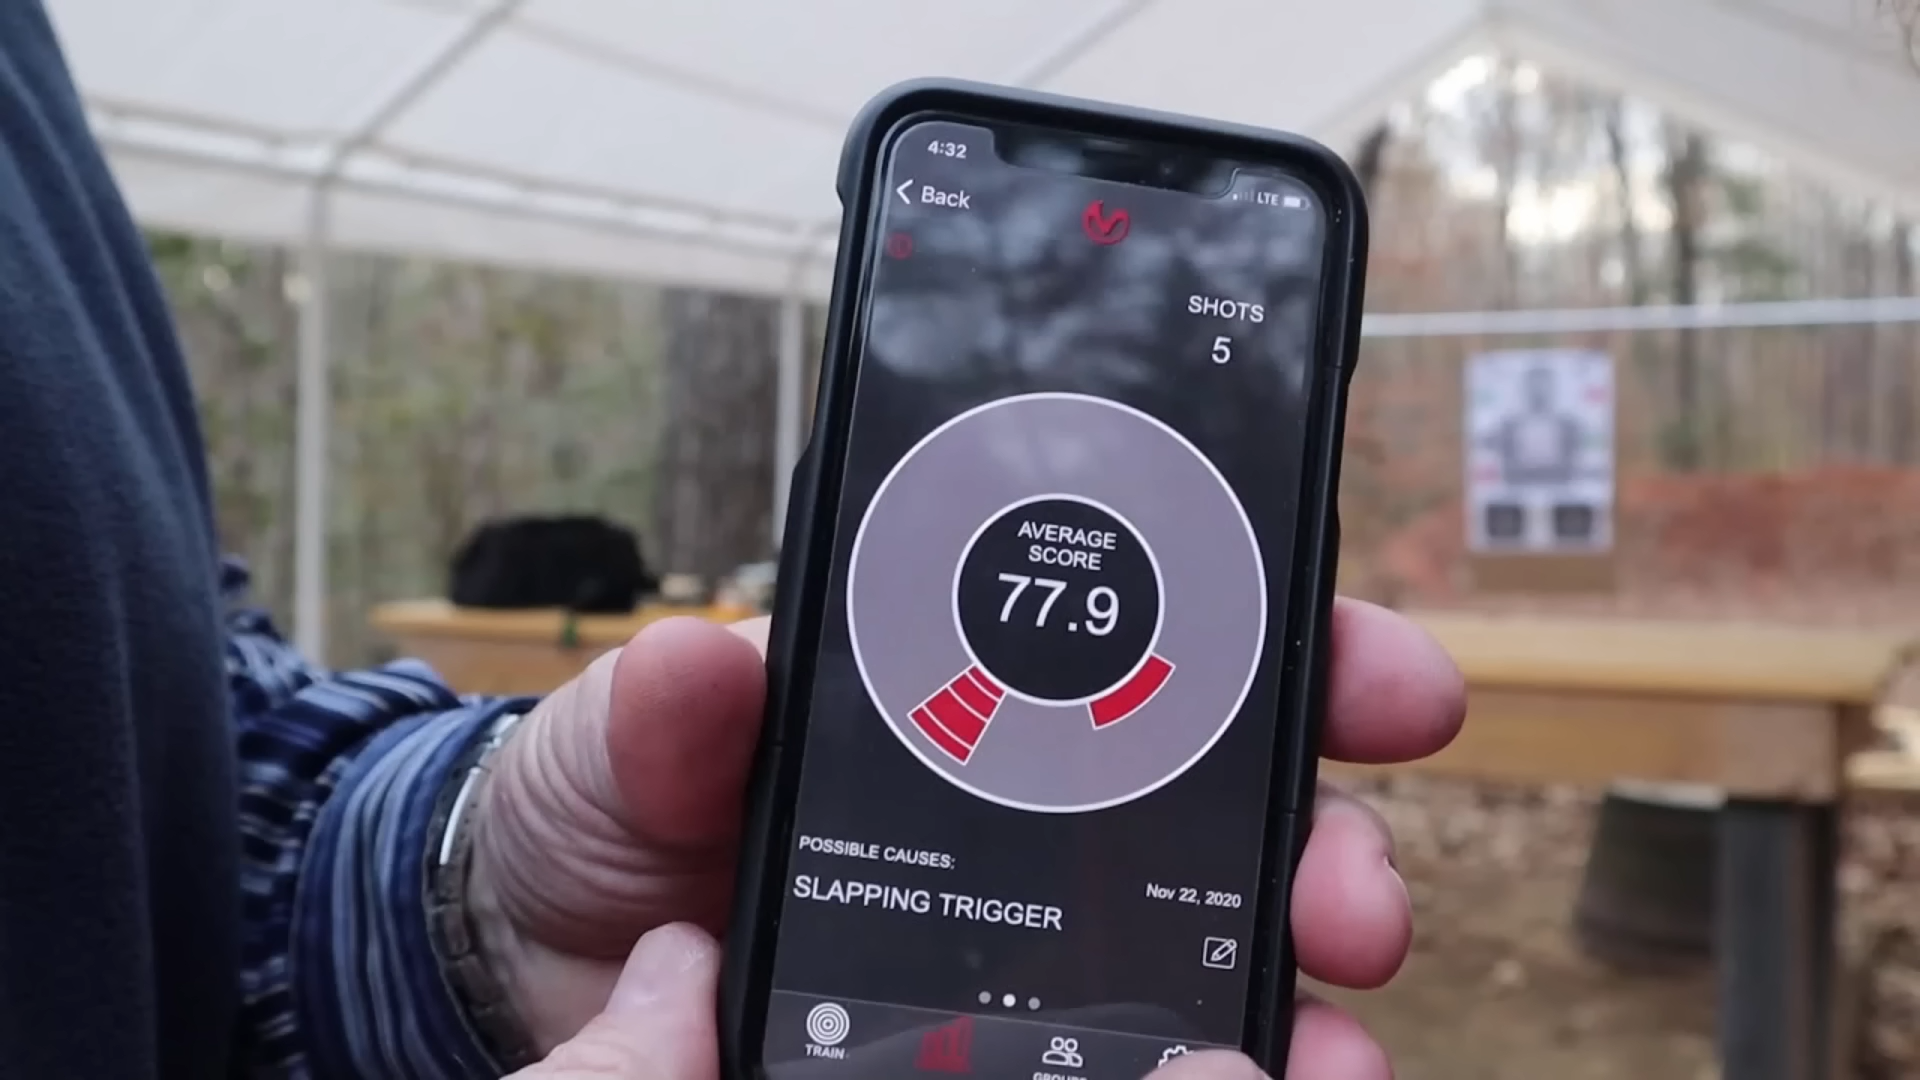 4:32
LTE
Back
SHOTS
5
AVERAGE
SCORE
77.9
POSSIBLE CAUSES:
SLAPPING TRIGGER
Nov 22, 2020
TRAIN